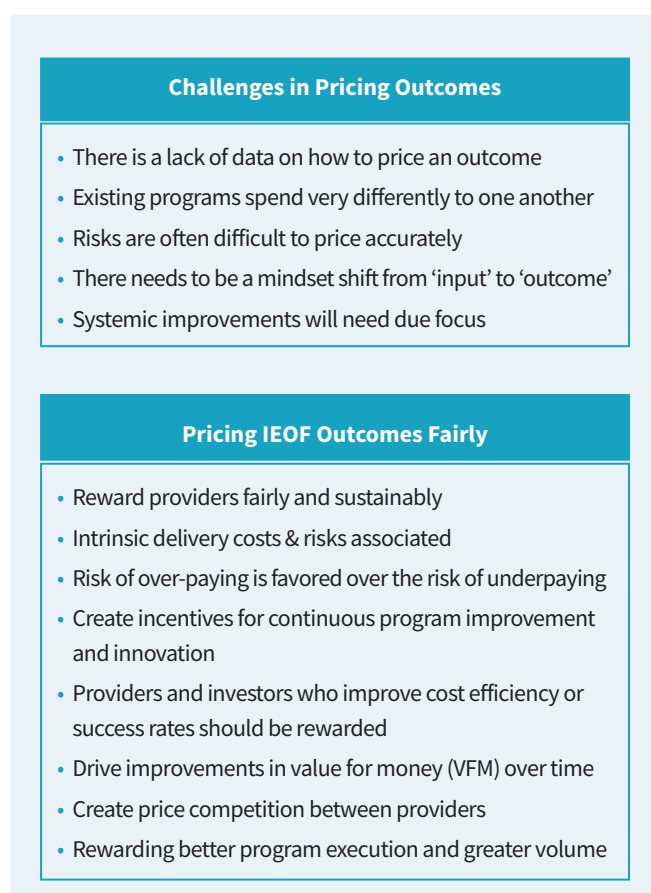 Challenges in Pricing Outcomes
• There is a lack of data on how to price an outcome
• Existing programs spend very differently to one another
• Risks are often difficult to price accurately
• There needs to be a mindset shift from ‘input’ to ‘outcome’
• Systemic improvements will need due focus
Pricing IEOF Outcomes Fairly
• Reward providers fairly and sustainably
• Intrinsic delivery costs & risks associated
• Risk of over-paying is favored over the risk of underpaying
• Create incentives for continuous program improvement
and innovation
• Providers and investors who improve cost efficiency or
success rates should be rewarded
• Drive improvements in value for money (VFM) over time
• Create price competition between providers
• Rewarding better program execution and greater volume